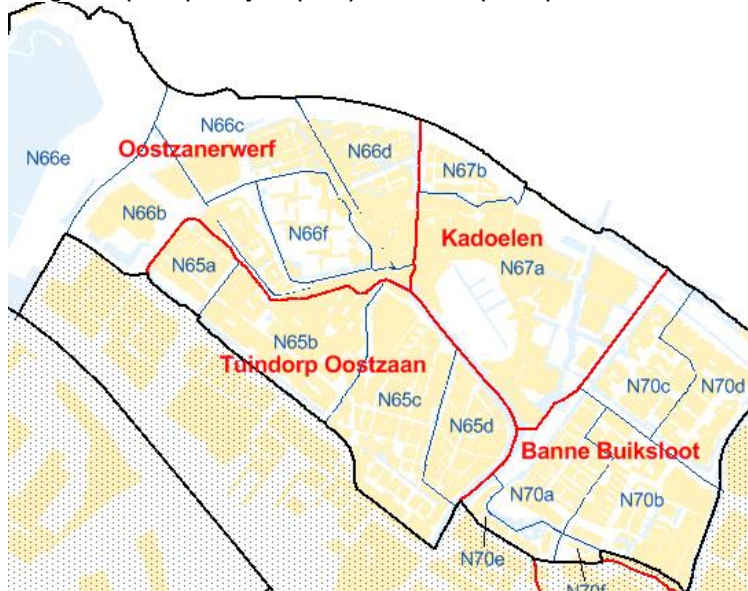 N66c
Oostzanerwerf
N66e
N66d
N67b
N66b
N66f
Kadoelen
N65a
N67a
N65b
Tuindorp Oostzaan
N65c
N70c
N70d
N65d
Banne Buiksloot
N70a
N70b
N70e
N70f